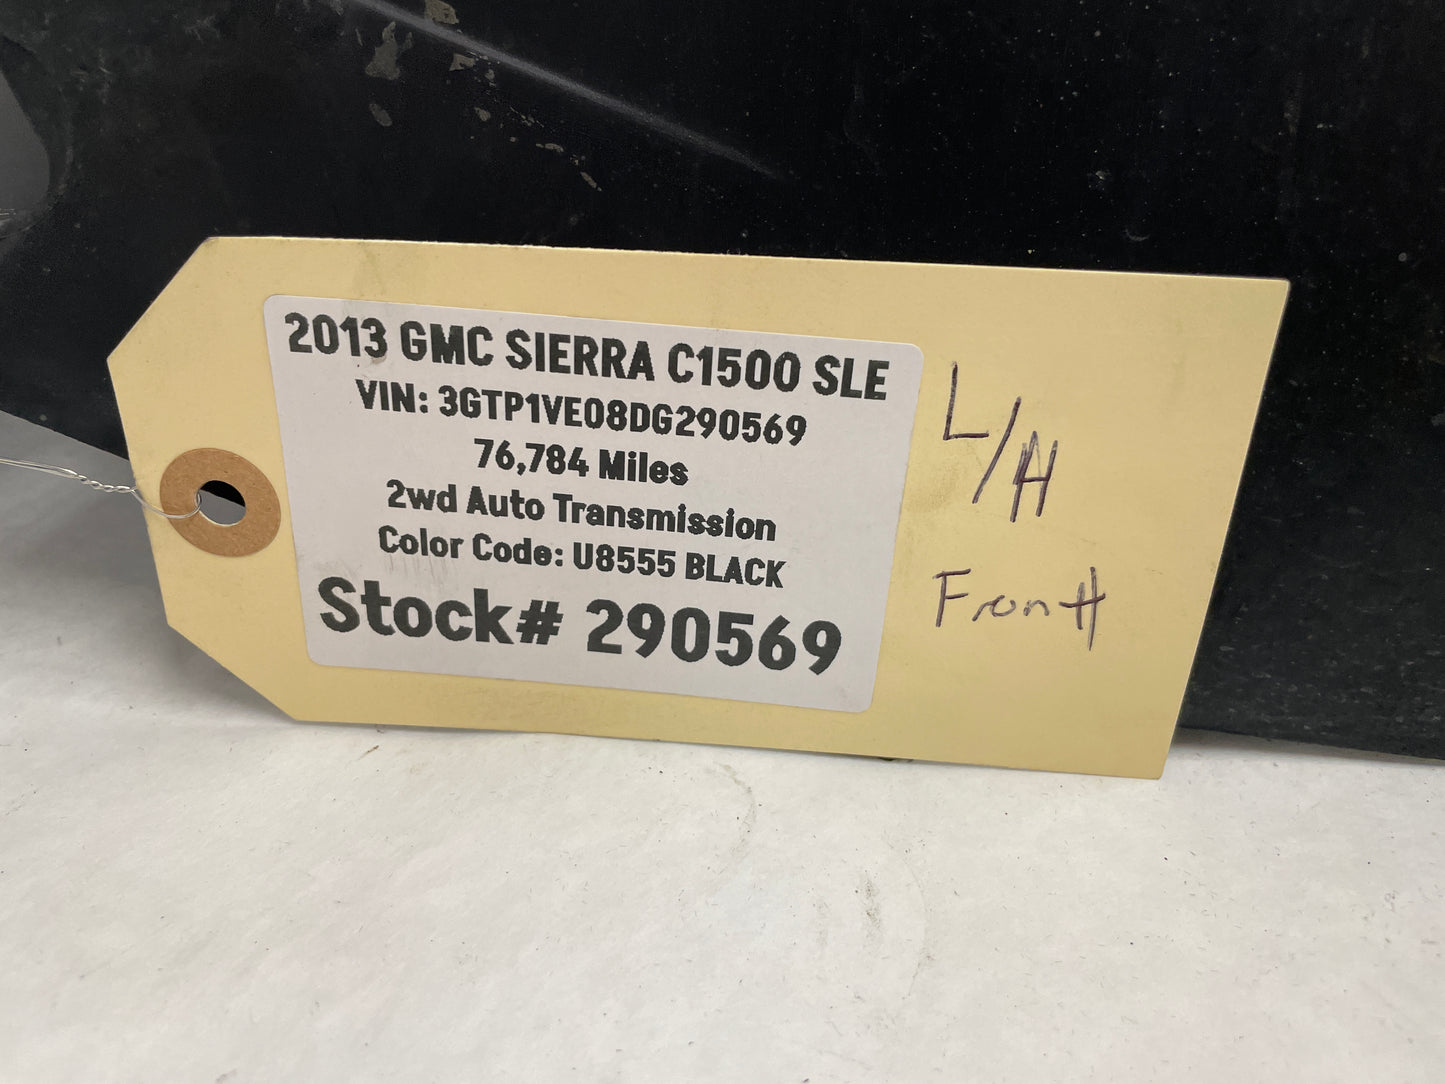 2013 GMC SIERRA C1500 SLE
VIN: 3GTP1VE08DG290569
76,784 Miles
2wd Auto Transmission
Color Code: U8555 BLACK
Stock# 290569
L/H
Front